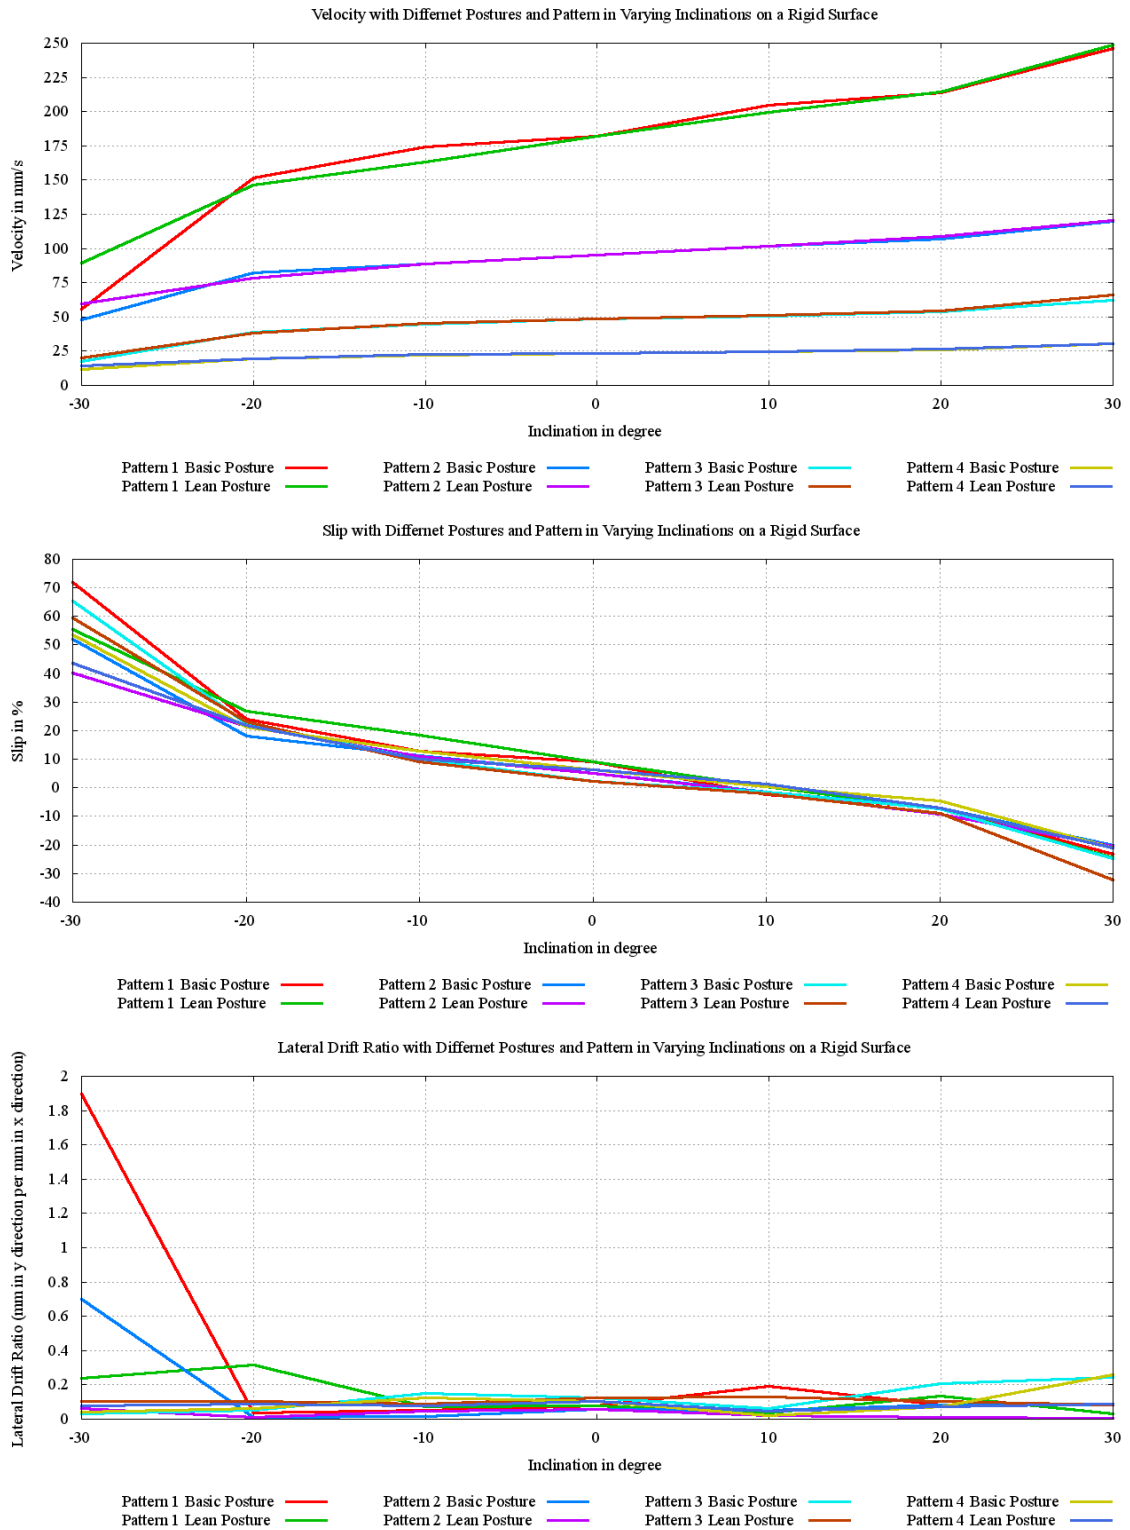 Velocity with Differnet Postures and Pattern in Varying Inclinations on a Rigid Surface
250
225
200
175
150
125
100
75
50
25
0
Velocity in mm/s
-30 -20 -10 0 10 20 30
Inclination in degree
Pattern 1 Basic Posture Pattern 2 Basic Posture Pattern 3 Basic Posture Pattern 4 Basic Posture
Pattern 1 Lean Posture Pattern 2 Lean Posture Pattern 3 Lean Posture Pattern 4 Lean Posture
Slip with Differnet Postures and Pattern in Varying Inclinations on a Rigid Surface
80
70
60
50
40
30
20
10
0
-10
-20
-30
-40
Slip in %
-30 -20 -10 0 10 20 30
Inclination in degree
Pattern 1 Basic Posture Pattern 2 Basic Posture Pattern 3 Basic Posture Pattern 4 Basic Posture
Pattern 1 Lean Posture Pattern 2 Lean Posture Pattern 3 Lean Posture Pattern 4 Lean Posture
Lateral Drift Ratio with Differnet Postures and Pattern in Varying Inclinations on a Rigid Surface
2
1.8
1.6
1.4
1.2
1
0.8
0.6
0.4
0.2
0
Lateral Drift Ratio (mm in y direction per mm in x direction)
-30 -20 -10 0 10 20 30
Inclination in degree
Pattern 1 Basic Posture Pattern 2 Basic Posture Pattern 3 Basic Posture Pattern 4 Basic Posture
Pattern 1 Lean Posture Pattern 2 Lean Posture Pattern 3 Lean Posture Pattern 4 Lean Posture